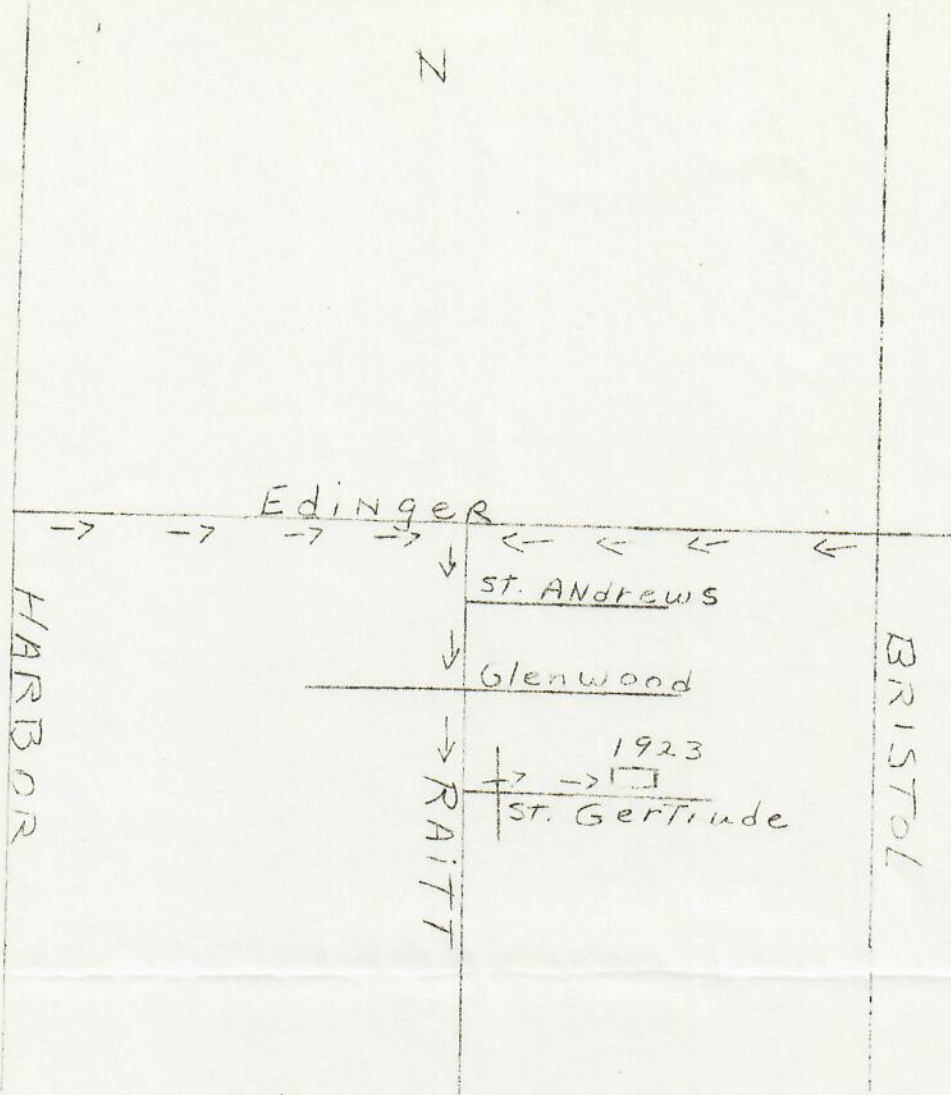 N
EdiNgeR
ST. ANdrews
Glenwood
1923
ST. GerTrude
HARBOR
RAiTT
BRISTOL